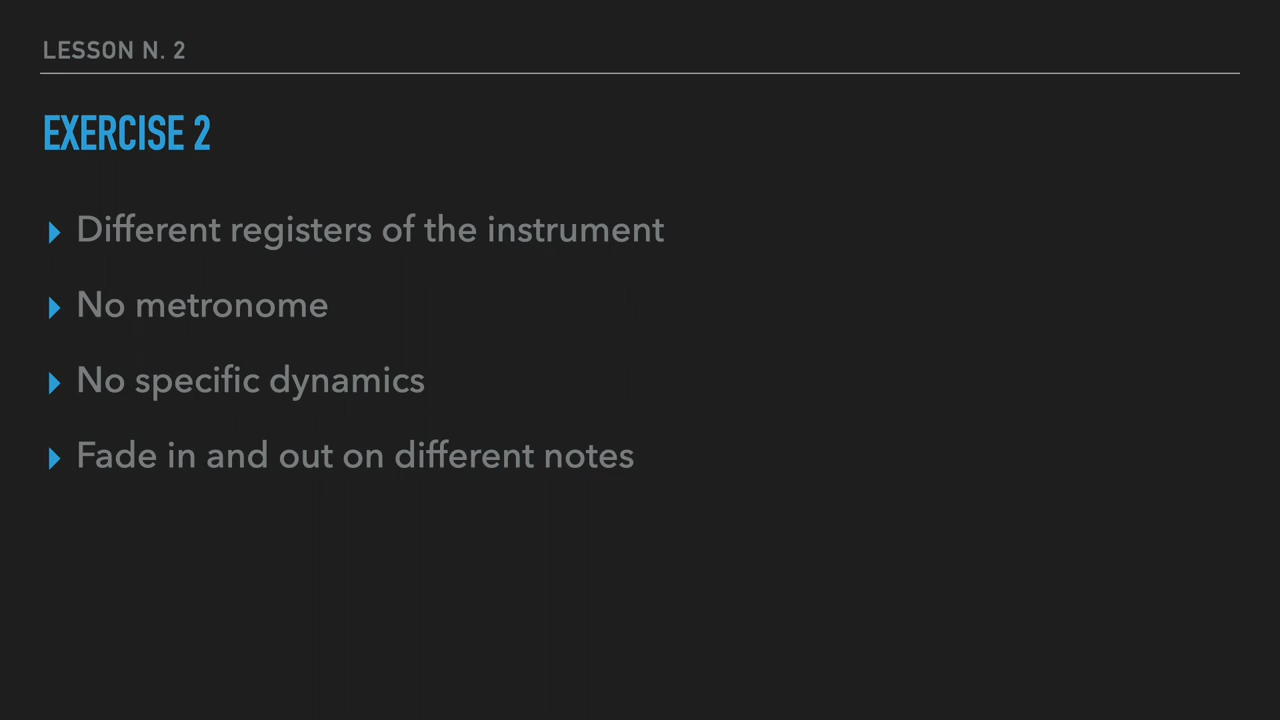 LESSON N. 2
EXERCISE 2
Different registers of the instrument
No metronome
No specific dynamics
Fade in and out on different notes